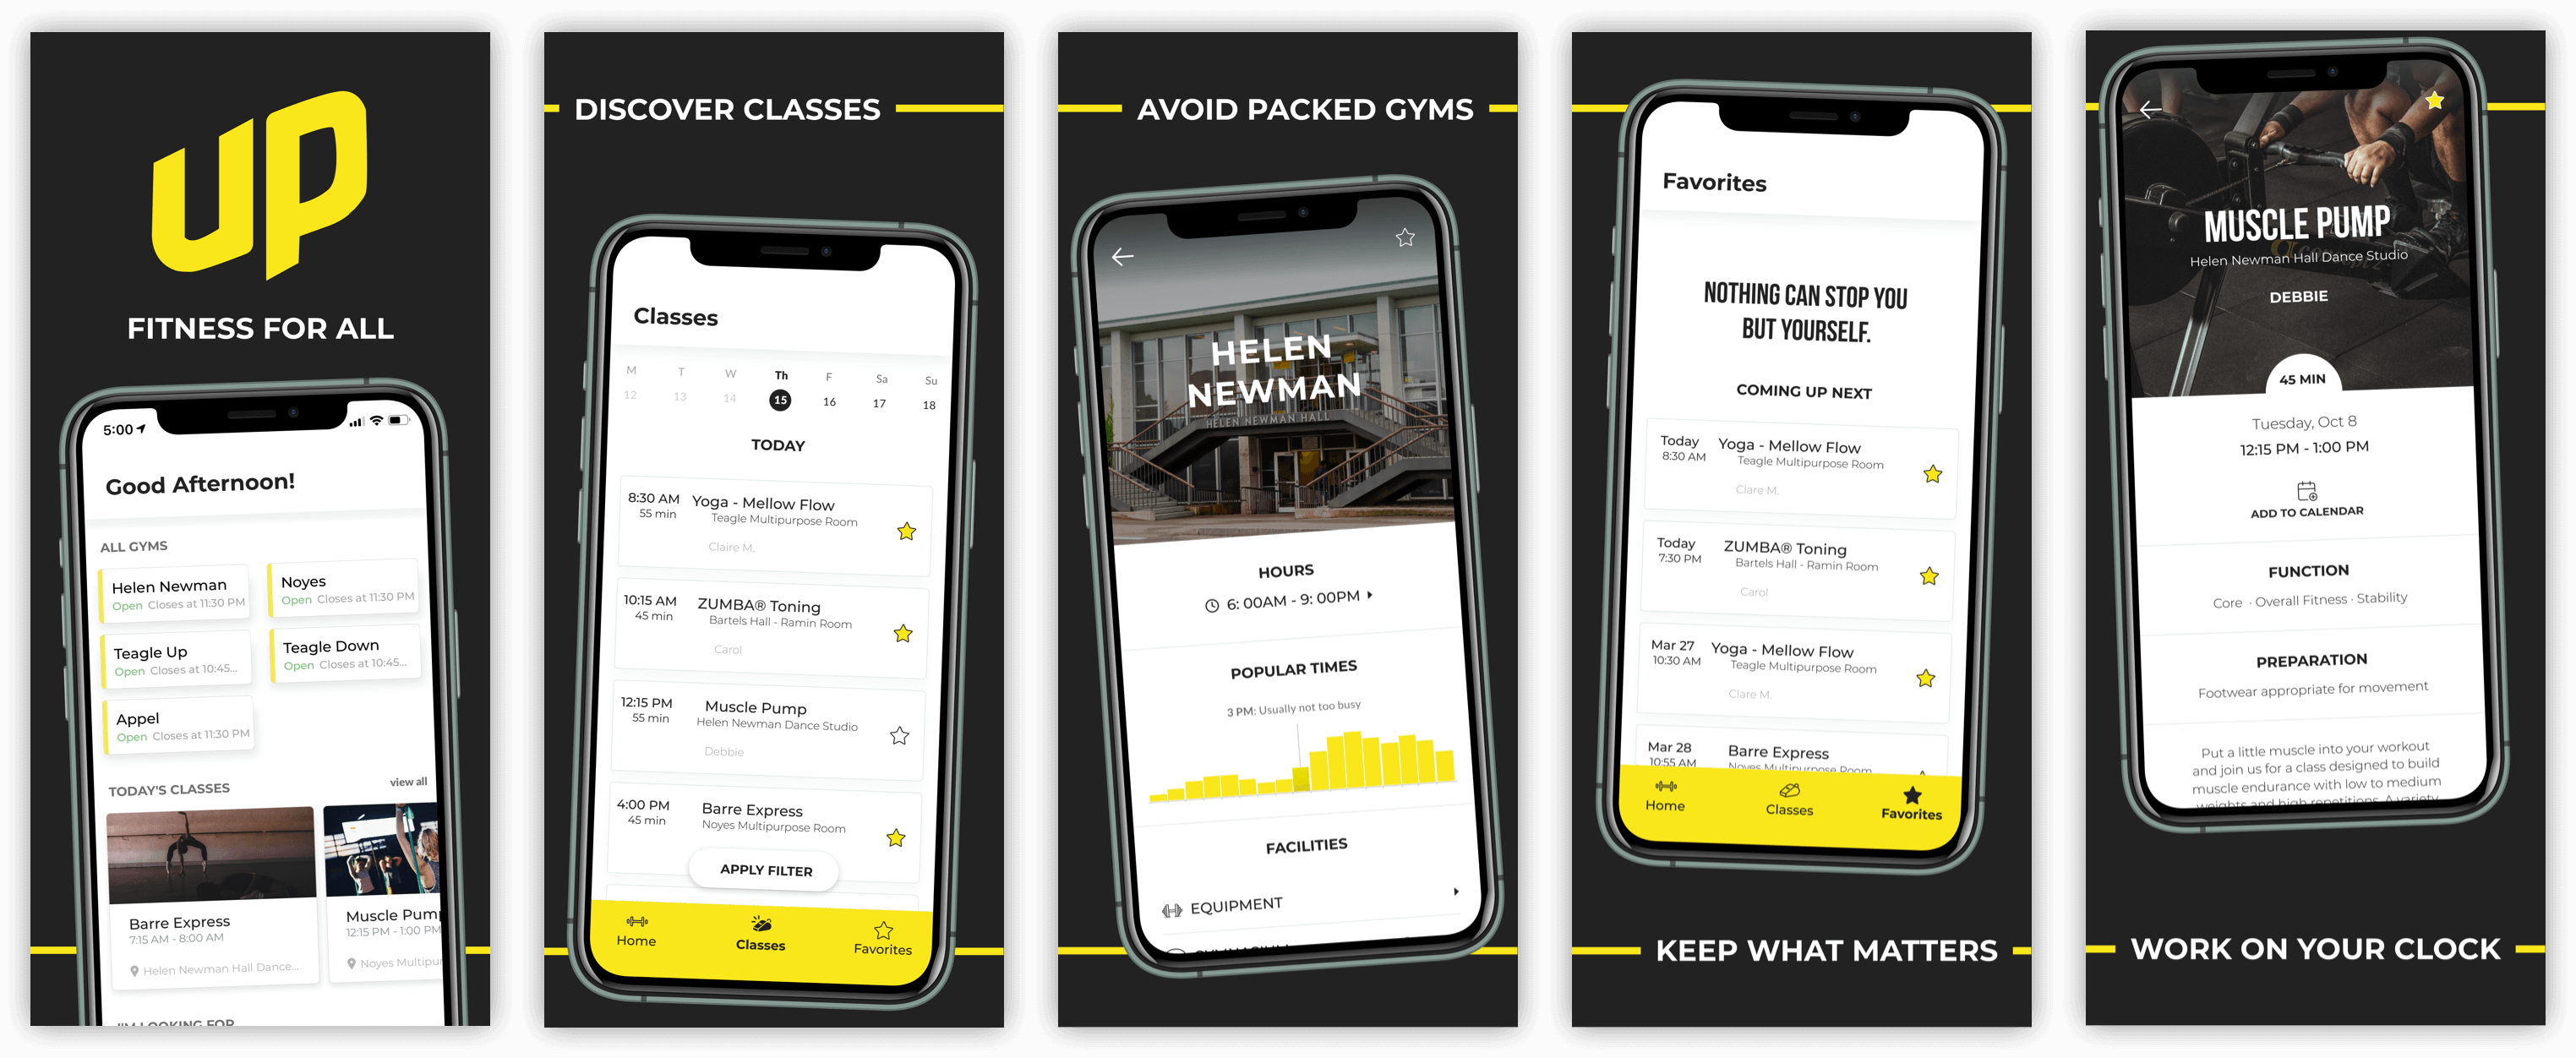 UP
FITNESS FOR ALL
5:00
Good Afternoon!
ALL GYMS
Helen Newman
Open Closes at 11:30 PM
Noyes
Open Closes at 11:30 PM
Teagle Up
Open Closes at 10:45...
Teagle Down
Open Closes at 10:45...
Appel
Open Closes at 11:30 PM
TODAY'S CLASSES
view all
Barre Express
7:15 AM - 8:00 AM
Helen Newman Hall Dance...
Muscle Pump
12:15 PM - 1:00 PM
Noyes Multipur
I'M LOOKING FOR
DISCOVER CLASSES
Classes
M T W Th F Sa Su
12 13 14 15 16 17 18
TODAY
8:30 AM Yoga - Mellow Flow
55 min Teagle Multipurpose Room
Claire M.
10:15 AM ZUMBA® Toning
45 min Bartels Hall - Ramin Room
Carol
12:15 PM Muscle Pump
55 min Helen Newman Dance Studio
Debbie
4:00 PM Barre Express
45 min Noyes Multipurpose Room
APPLY FILTER
Home Classes Favorites
AVOID PACKED GYMS
HELEN
NEWMAN
HELEN NEWMAN HALL
HOURS
6: 00AM - 9: 00PM
POPULAR TIMES
3 PM: Usually not too busy
FACILITIES
EQUIPMENT
Favorites
NOTHING CAN STOP YOU
BUT YOURSELF.
COMING UP NEXT
Today Yoga - Mellow Flow
8:30 AM Teagle Multipurpose Room
Clare M.
Today ZUMBA® Toning
7:30 PM Bartels Hall - Ramin Room
Carol
Mar 27 Yoga - Mellow Flow
10:30 AM Teagle Multipurpose Room
Clare M.
Mar 28 Barre Express
10:55 AM Noyes Multipurpose Room
Home Classes Favorites
KEEP WHAT MATTERS
MUSCLE PUMP
Helen Newman Hall Dance Studio
DEBBIE
45 MIN
Tuesday, Oct 8
12:15 PM - 1:00 PM
ADD TO CALENDAR
FUNCTION
Core · Overall Fitness · Stability
PREPARATION
Footwear appropriate for movement
Put a little muscle into your workout
and join us for a class designed to build
muscle endurance with low to medium
weights and high repetitions. A variety
WORK ON YOUR CLOCK